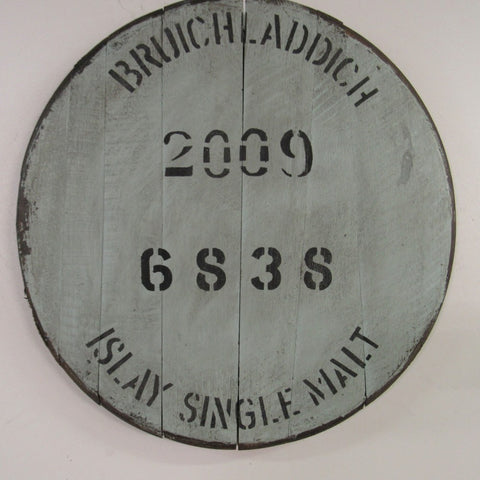 BRUICHLADDICH
2009
6838
ISLAY SINGLE MALT